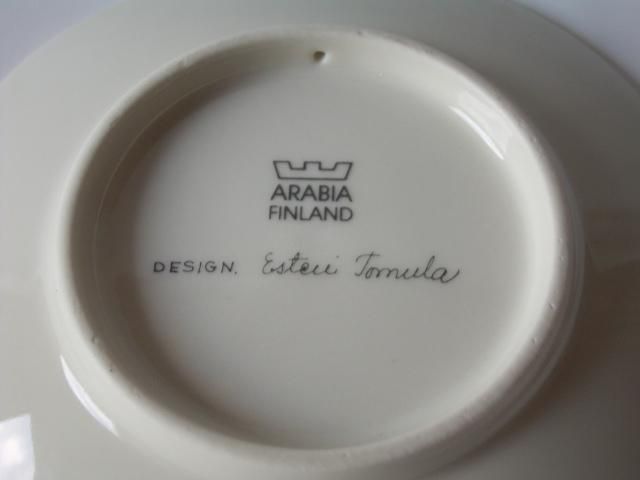 ARABIA
FINLAND
DESIGN. Esteri Tomula